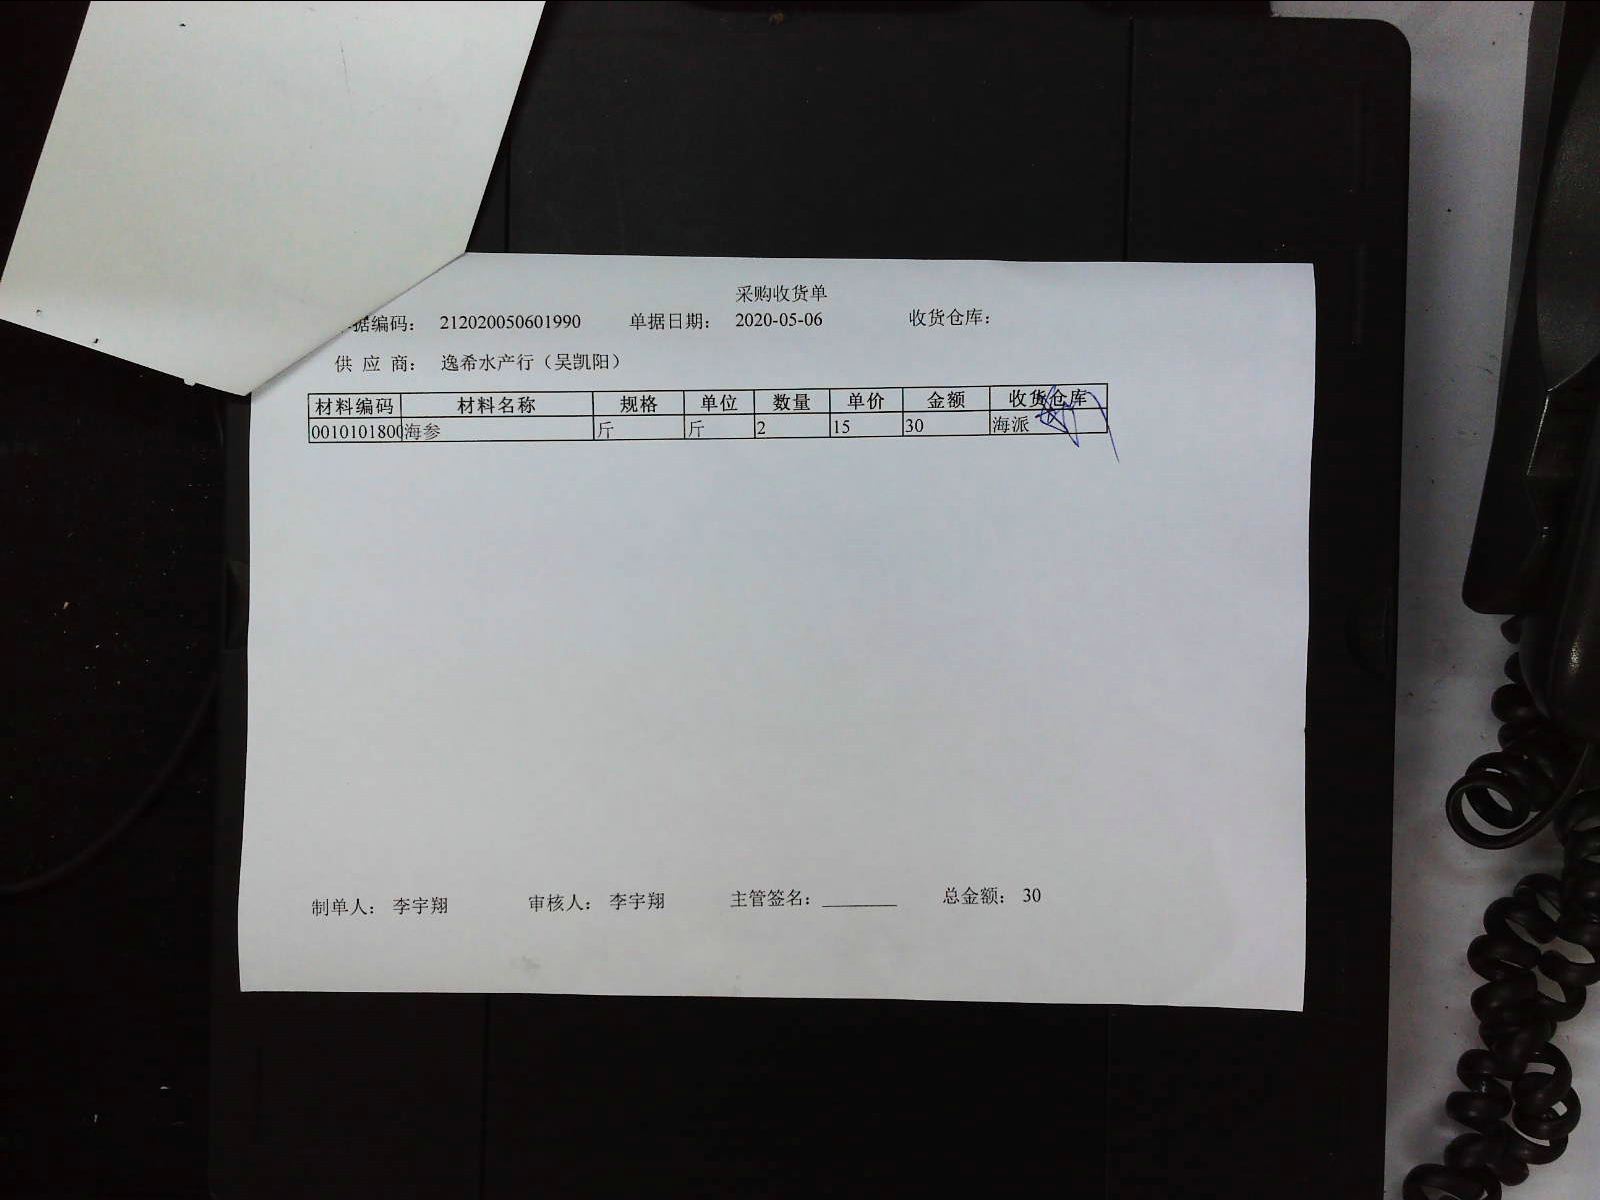 采购收货单
据编码： 212020050601990 单据日期： 2020-05-06 收货仓库：
供 应 商： 逸希水产行（吴凯阳）
材料编码 材料名称 规格 单位 数量 单价 金额 收货仓库
0010101800 海参 斤 斤 2 15 30 海派
制单人： 李宇翔 审核人： 李宇翔 主管签名：________ 总金额： 30